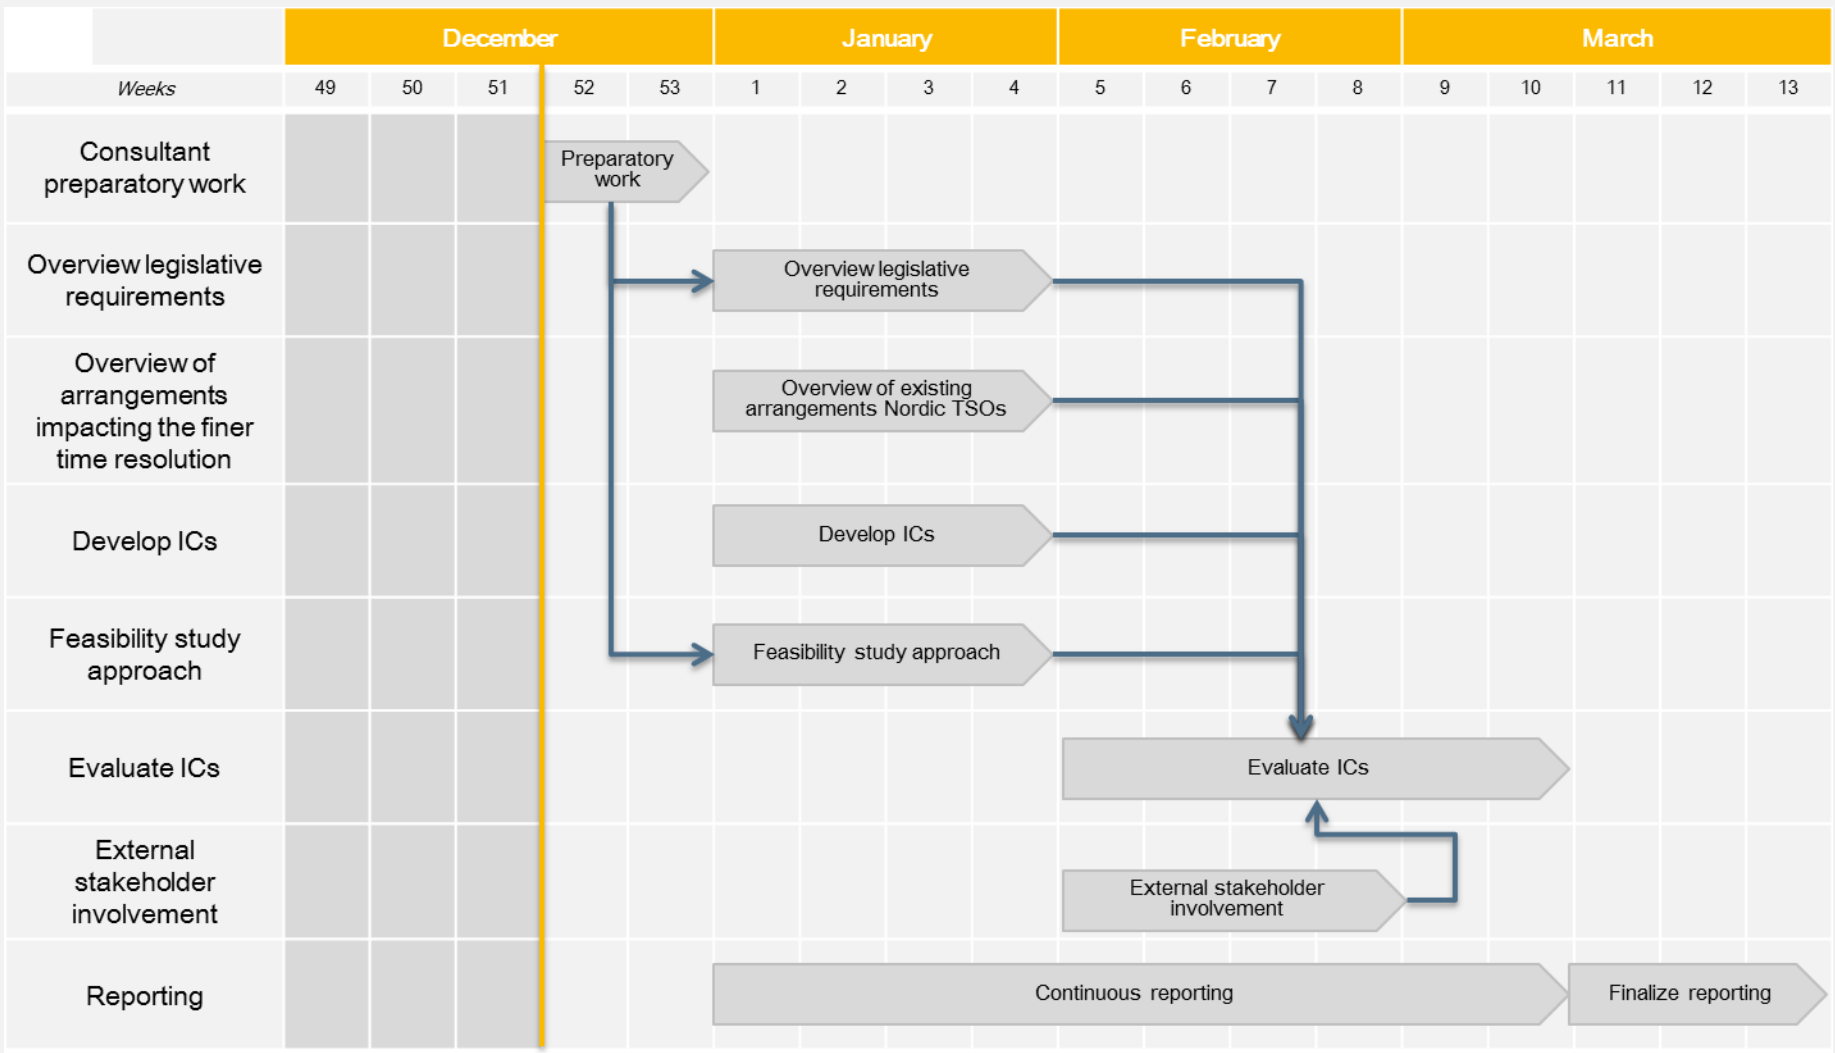 December January February March
Weeks 49 50 51 52 53 1 2 3 4 5 6 7 8 9 10 11 12 13
Consultant
preparatory work
Preparatory
work
Overview legislative
requirements
Overview legislative
requirements
Overview of
arrangements
impacting the finer
time resolution
Overview of existing
arrangements Nordic TSOs
Develop ICs
Develop ICs
Feasibility study
approach
Feasibility study approach
Evaluate ICs
Evaluate ICs
External
stakeholder
involvement
External stakeholder
involvement
Reporting
Continuous reporting
Finalize reporting